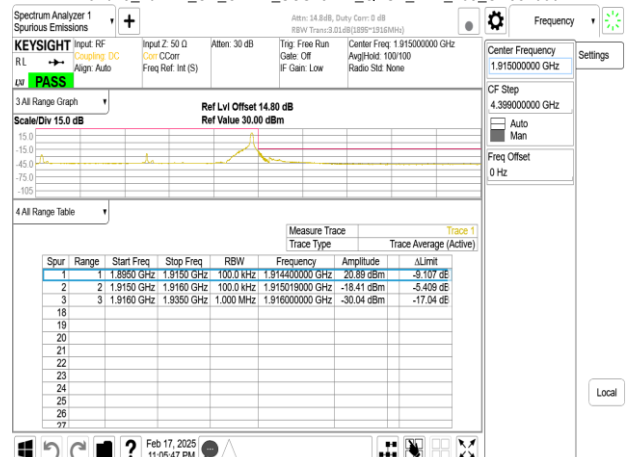 Spectrum Analyzer 1
Spurious Emissions
+
Attn: 14.8dB, Duty Corr: 0 dB
RBW Trans:3.01dB(1895~1916MHz)
Frequency
KEYSIGHT Input: RF Input Z: 50 Ω Atten: 30 dB Trig: Free Run Center Freq: 1.915000000 GHz
RL Coupling: DC Corr CCorr Gate: Off Avg|Hold: 100/100
Align: Auto Freq Ref: Int (S) IF Gain: Low Radio Std: None
LXI PASS
Center Frequency
1.915000000 GHz
Settings
CF Step
4.399000000 GHz
Auto
Man
Freq Offset
0 Hz
3 All Range Graph
Ref Lvl Offset 14.80 dB
Scale/Div 15.0 dB Ref Value 30.00 dBm
15.0
-15.0
-45.0
-75.0
-105
4 All Range Table
Measure Trace Trace 1
Trace Type Trace Average (Active)
Spur Range Start Freq Stop Freq RBW Frequency Amplitude ΔLimit
1 1 1.8950 GHz 1.9150 GHz 100.0 kHz 1.914400000 GHz 20.89 dBm -9.107 dB
2 2 1.9150 GHz 1.9160 GHz 100.0 kHz 1.915019000 GHz -18.41 dBm -5.409 dB
3 3 1.9160 GHz 1.9350 GHz 1.000 MHz 1.916000000 GHz -30.04 dBm -17.04 dB
18
19
20
21
22
23
24
25
26
27
Local
?
Feb 17, 2025
11:05:47 PM